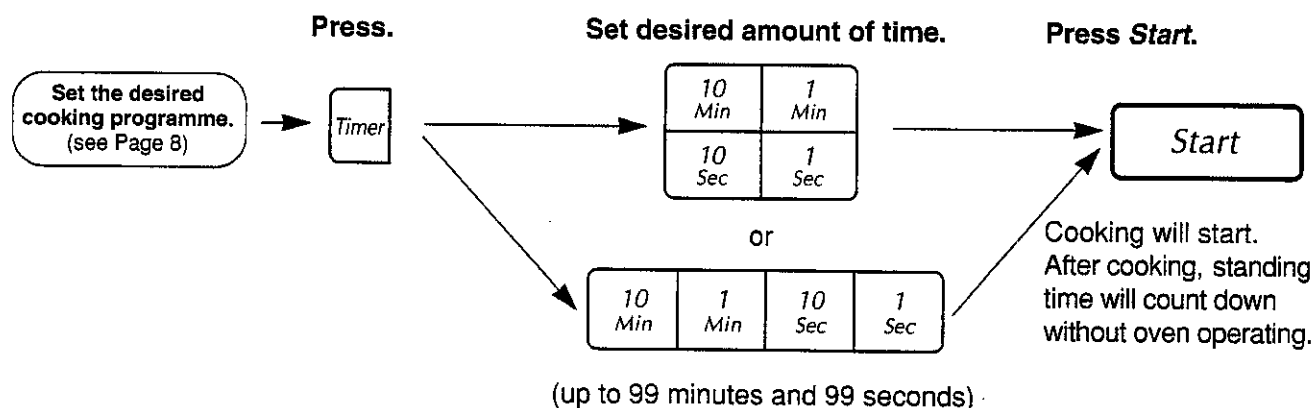 Press.
Set desired amount of time.
Press Start.
Set the desired
cooking programme.
(see Page 8)
Timer
10
Min
1
Min
10
Sec
1
Sec
Start
or
10
Min
1
Min
10
Sec
1
Sec
(up to 99 minutes and 99 seconds)
Cooking will start.
After cooking, standing
time will count down
without oven operating.